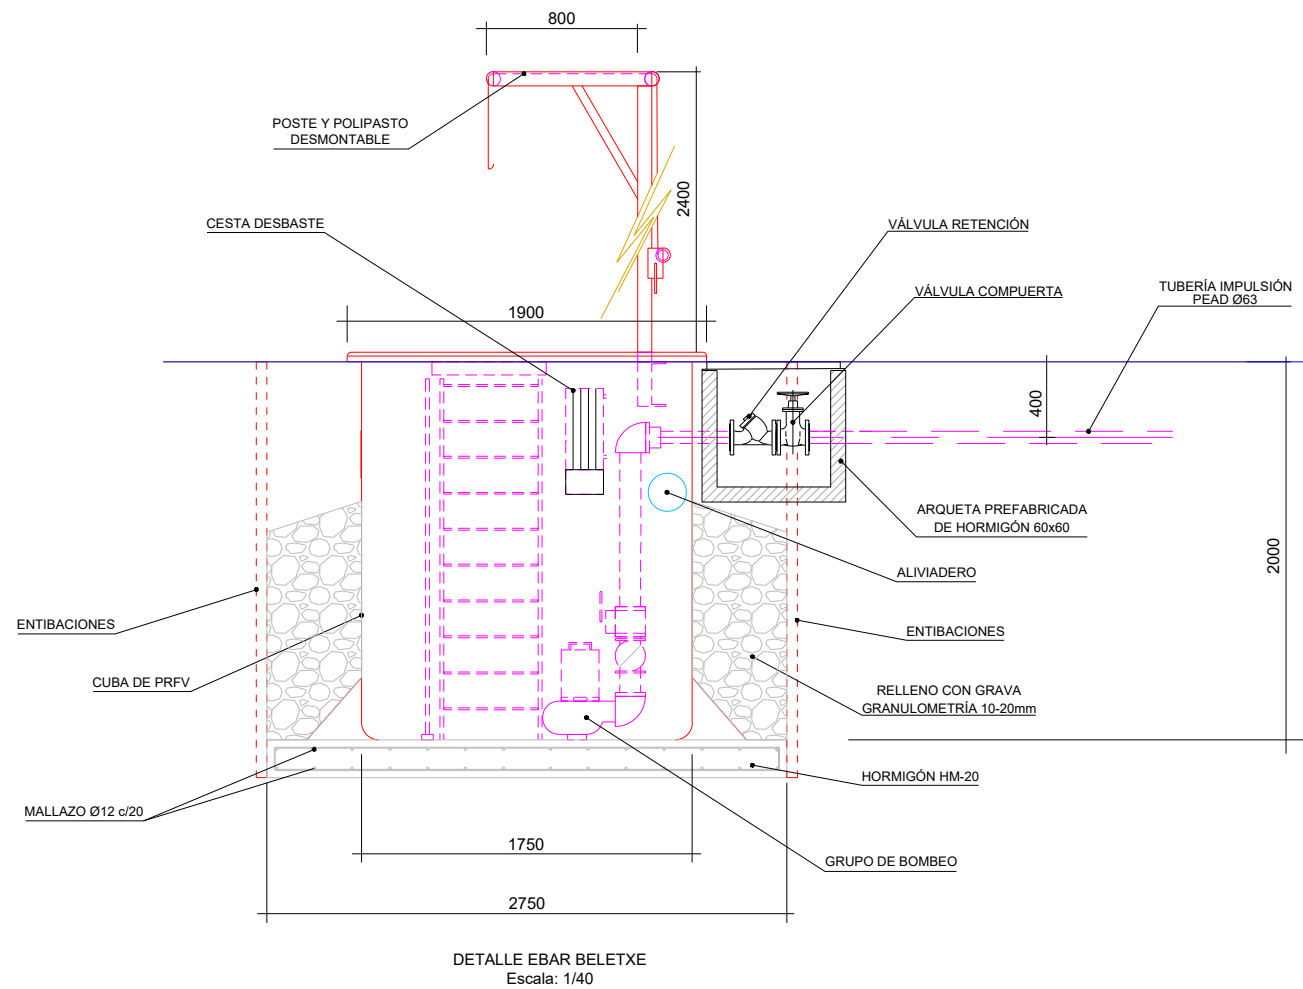 800
POSTE Y POLIPASTO
DESMONTABLE
2400
CESTA DESBASTE
VÁLVULA RETENCIÓN
VÁLVULA COMPUERTA
TUBERÍA IMPULSIÓN
PEAD Ø63
1900
400
ARQUETA PREFABRICADA
DE HORMIGÓN 60x60
2000
ALIVIADERO
ENTIBACIONES
ENTIBACIONES
CUBA DE PRFV
RELLENO CON GRAVA
GRANULOMETRÍA 10-20mm
HORMIGÓN HM-20
MALLAZO Ø12 c/20
1750
GRUPO DE BOMBEO
2750
DETALLE EBAR BELETXE
Escala: 1/40